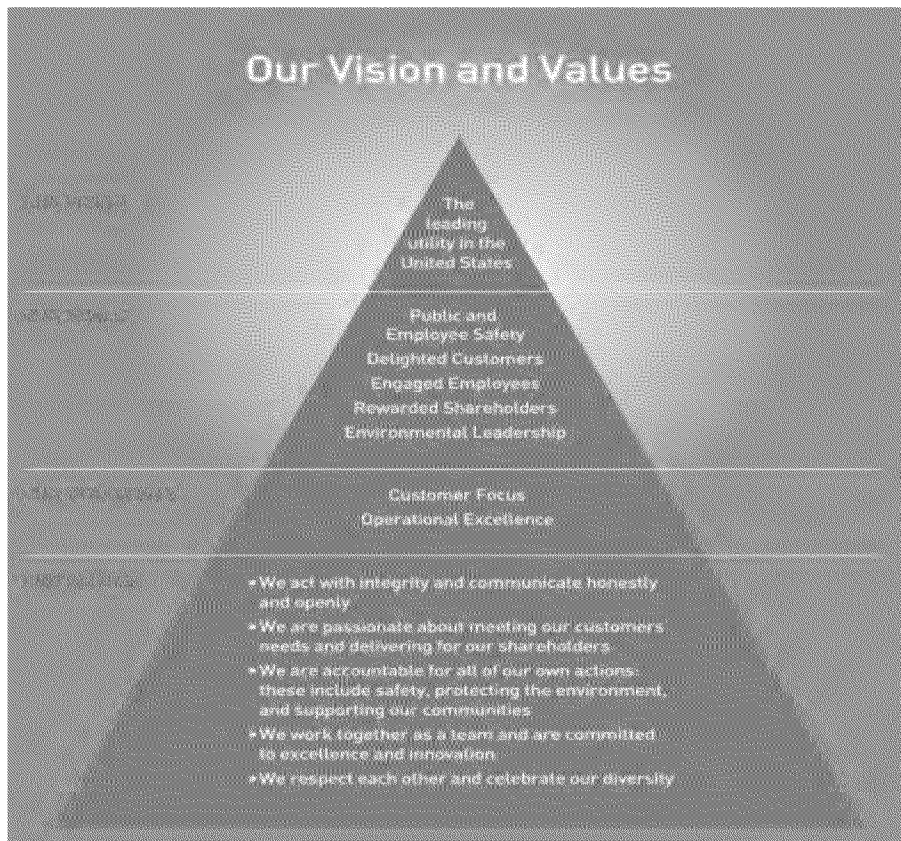 Our Vision and Values
The
leading
utility in the
United States
Public and
Employee Safety
Delighted Customers
Engaged Employees
Rewarded Shareholders
Environmental Leadership
Customer Focus
Operational Excellence
• We act with integrity and communicate honestly
and openly
• We are passionate about meeting our customers
needs and delivering for our shareholders
• We are accountable for all of our own actions:
these include safety, protecting the environment,
and supporting our communities
• We work together as a team and are committed
to excellence and innovation
• We respect each other and celebrate our diversity